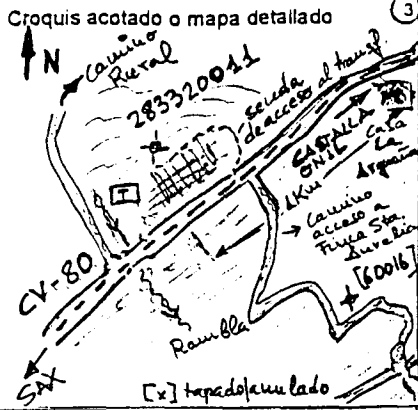 Croquis acotado o mapa detallado
3
N
Camino
Rural
283320011
senda
de acceso al transf.
CASTALLA
ONIL
Casa
La
1Km
T
camino
acceso a
Finca Sta.
Aurelia
[60016]
CV-80
Rambla
SAX
[x] tapado/anulado